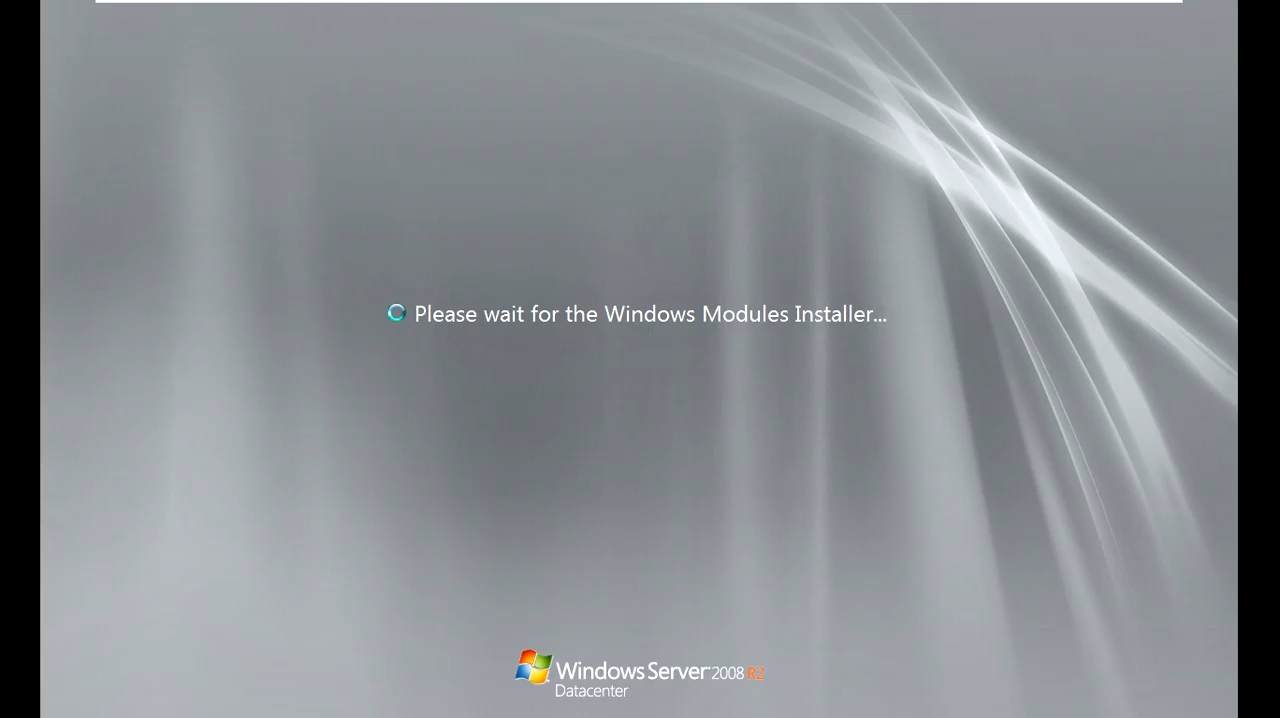 Please wait for the Windows Modules Installer...
Windows Server 2008 R2
Datacenter